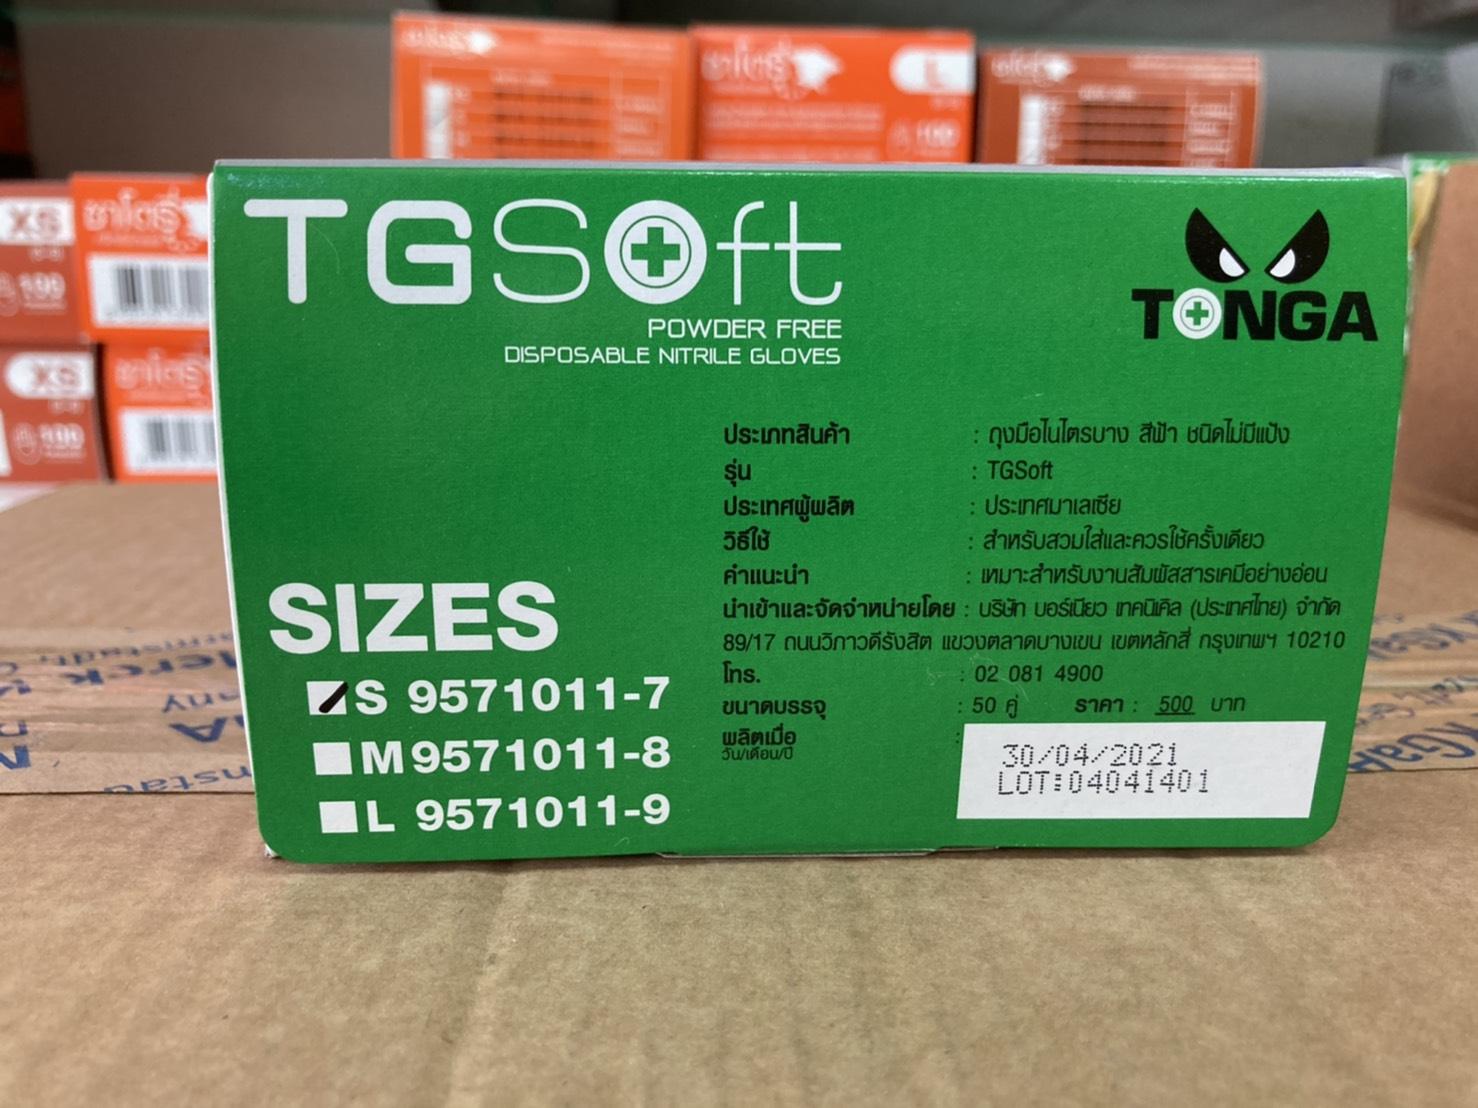 TGSoft
POWDER FREE
DISPOSABLE NITRILE GLOVES
TONGA
ประเภทสินค้า : ถุงมือไนไตรบาง สีฟ้า ชนิดไม่มีแป้ง
รุ่น : TGSoft
ประเทศผู้ผลิต : ประเทศมาเลเซีย
วิธีใช้ : สำหรับสวมใส่และควรใช้ครั้งเดียว
คำแนะนำ : เหมาะสำหรับงานสัมผัสสารเคมีอย่างอ่อน
นำเข้าและจัดจำหน่ายโดย : บริษัท บอร์เนียว เทคนิเคิล (ประเทศไทย) จำกัด
89/17 ถนนวิภาวดีรังสิต แขวงตลาดบางเขน เขตหลักสี่ กรุงเทพฯ 10210
โทร. : 02 081 4900
ขนาดบรรจุ : 50 คู่ ราคา : 500 บาท
ผลิตเมื่อ :
วัน/เดือน/ปี
30/04/2021
LOT:04041401
SIZES
S 9571011-7
M 9571011-8
L 9571011-9
XS
XS
L
100
100
Merck